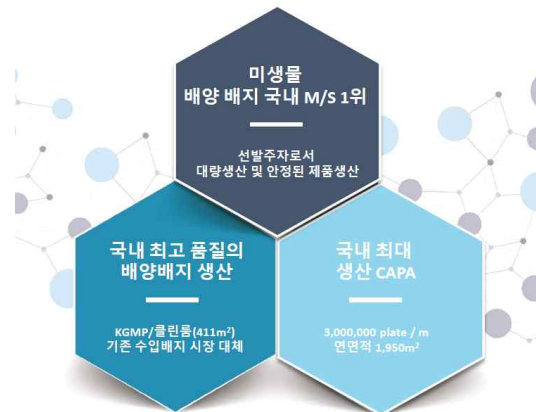 미생물
배양 배지 국내 M/S 1위
선발주자로서
대량생산 및 안정된 제품생산
국내 최고 품질의
배양배지 생산
KGMP/클린룸(411m²)
기존 수입배지 시장 대체
국내 최대
생산 CAPA
3,000,000 plate / m
연면적 1,950m²